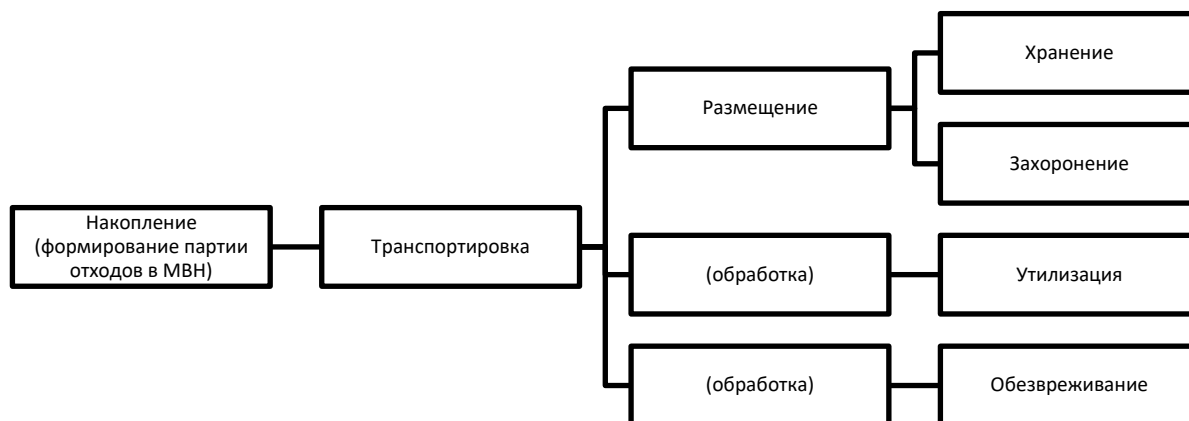 Хранение
Размещение
Захоронение
Накопление
(формирование партии
отходов в МВН)
Транспортировка
(обработка)
Утилизация
(обработка)
Обезвреживание